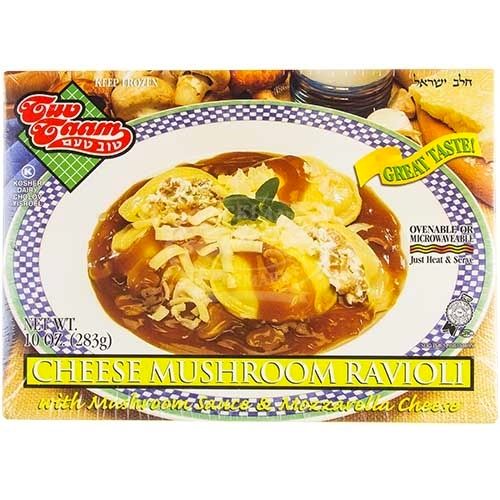 KEEP FROZEN
חלב ישראל
Tuv
Taam
טוב טעם
K
KOSHER
DAIRY
CHOLOV
YISROEL
GREAT TASTE!
OVENABLE OR
MICROWAVEABLE
Just Heat & Serve
NET WT.
10 OZ. (283g)
CHEESE MUSHROOM RAVIOLI
with Mushroom Sauce & Mozzarella Cheese